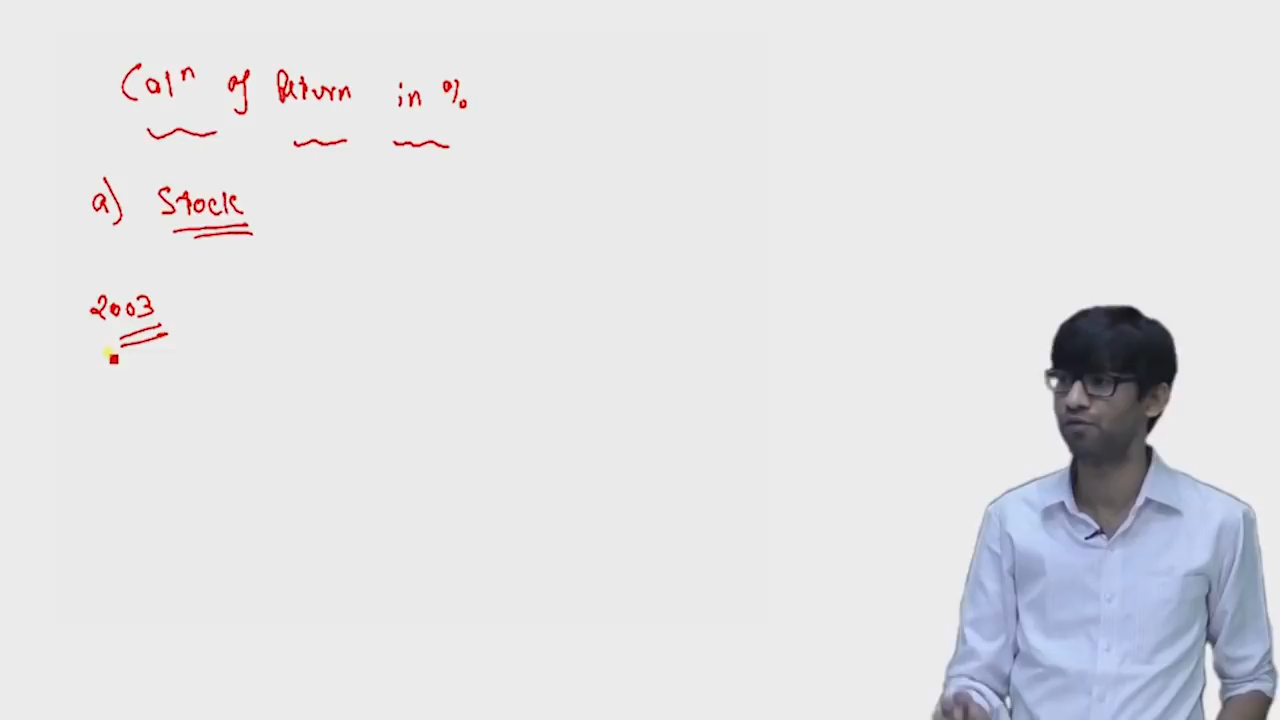 Calⁿ of Return in %
a) Stock
2003